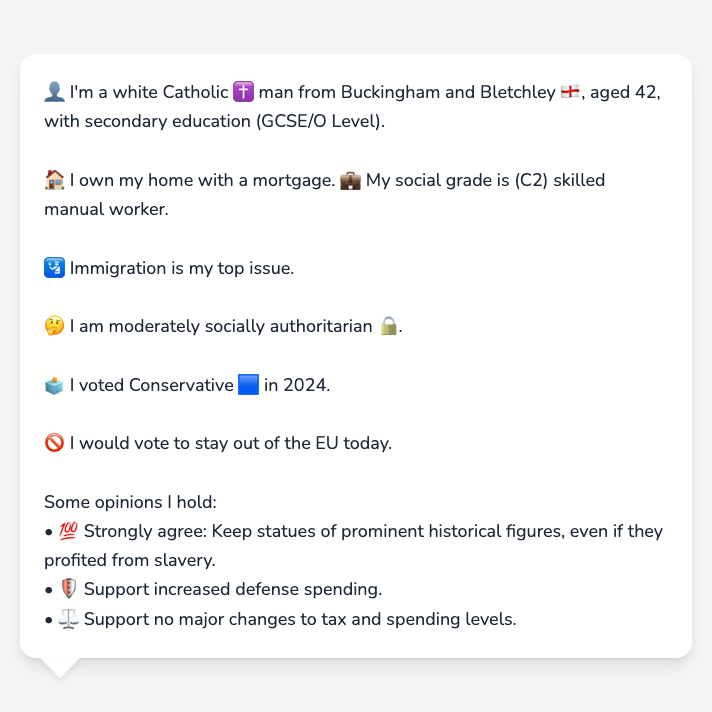 👤 I'm a white Catholic ✝️ man from Buckingham and Bletchley 🏴󠁧󠁢󠁥󠁮󠁧󠁿, aged 42,
with secondary education (GCSE/O Level).
🏠 I own my home with a mortgage. 💼 My social grade is (C2) skilled
manual worker.
🛂 Immigration is my top issue.
🤔 I am moderately socially authoritarian 🔒.
🗳️ I voted Conservative 🟦 in 2024.
🚫 I would vote to stay out of the EU today.
Some opinions I hold:
• 💯 Strongly agree: Keep statues of prominent historical figures, even if they
profited from slavery.
• 🛡️ Support increased defense spending.
• ⚖️ Support no major changes to tax and spending levels.